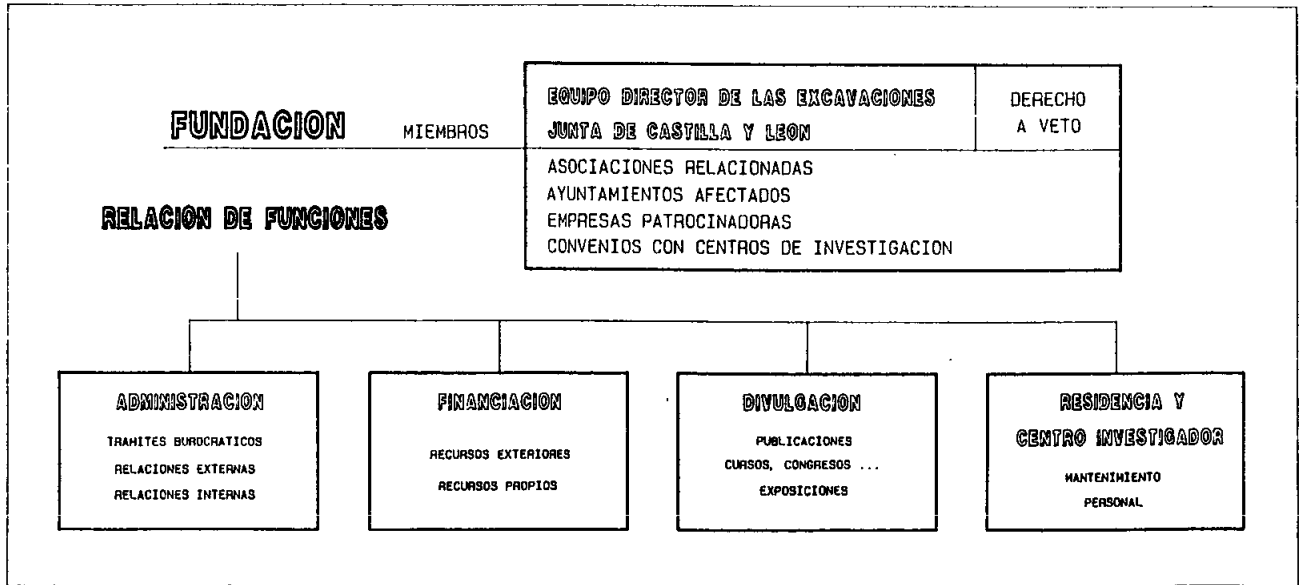 FUNDACION
MIEMBROS
EQUIPO DIRECTOR DE LAS EXCAVACIONES
JUNTA DE CASTILLA Y LEON
DERECHO
A VETO
ASOCIACIONES RELACIONADAS
AYUNTAMIENTOS AFECTADOS
EMPRESAS PATROCINADORAS
CONVENIOS CON CENTROS DE INVESTIGACION
RELACION DE FUNCIONES
ADMINISTRACION
TRAMITES BUROCRATICOS
RELACIONES EXTERNAS
RELACIONES INTERNAS
FINANCIACION
RECURSOS EXTERIORES
RECURSOS PROPIOS
DIVULGACION
PUBLICACIONES
CURSOS, CONGRESOS ...
EXPOSICIONES
RESIDENCIA Y
CENTRO INVESTIGADOR
MANTENIMIENTO
PERSONAL